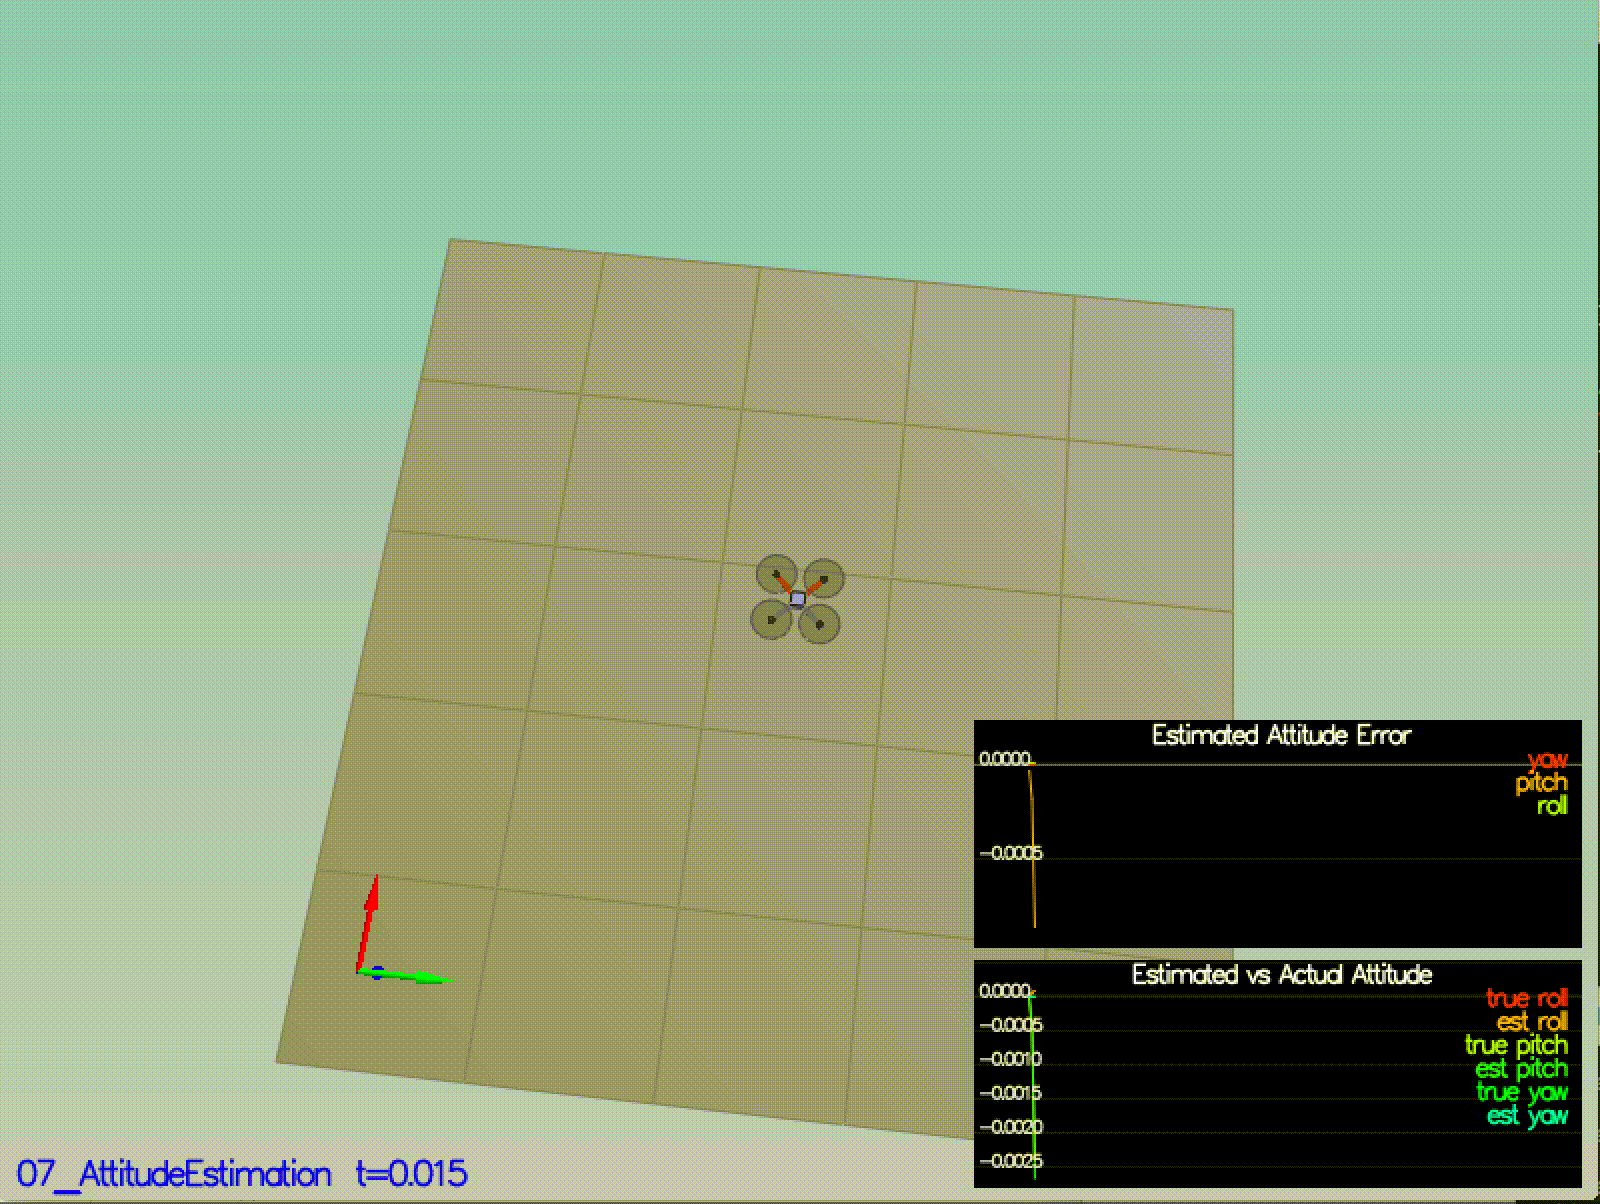 Estimated Attitude Error
0.0000
yaw
pitch
roll
-0.0005
Estimated vs Actual Attitude
0.0000
true roll
-0.0005
est roll
true pitch
-0.0010
est pitch
-0.0015
true yaw
est yaw
-0.0020
-0.0025
07_AttitudeEstimation t=0.015